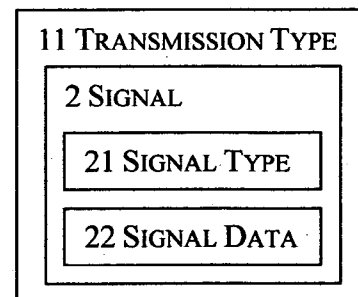 11 TRANSMISSION TYPE
2 SIGNAL
21 SIGNAL TYPE
22 SIGNAL DATA